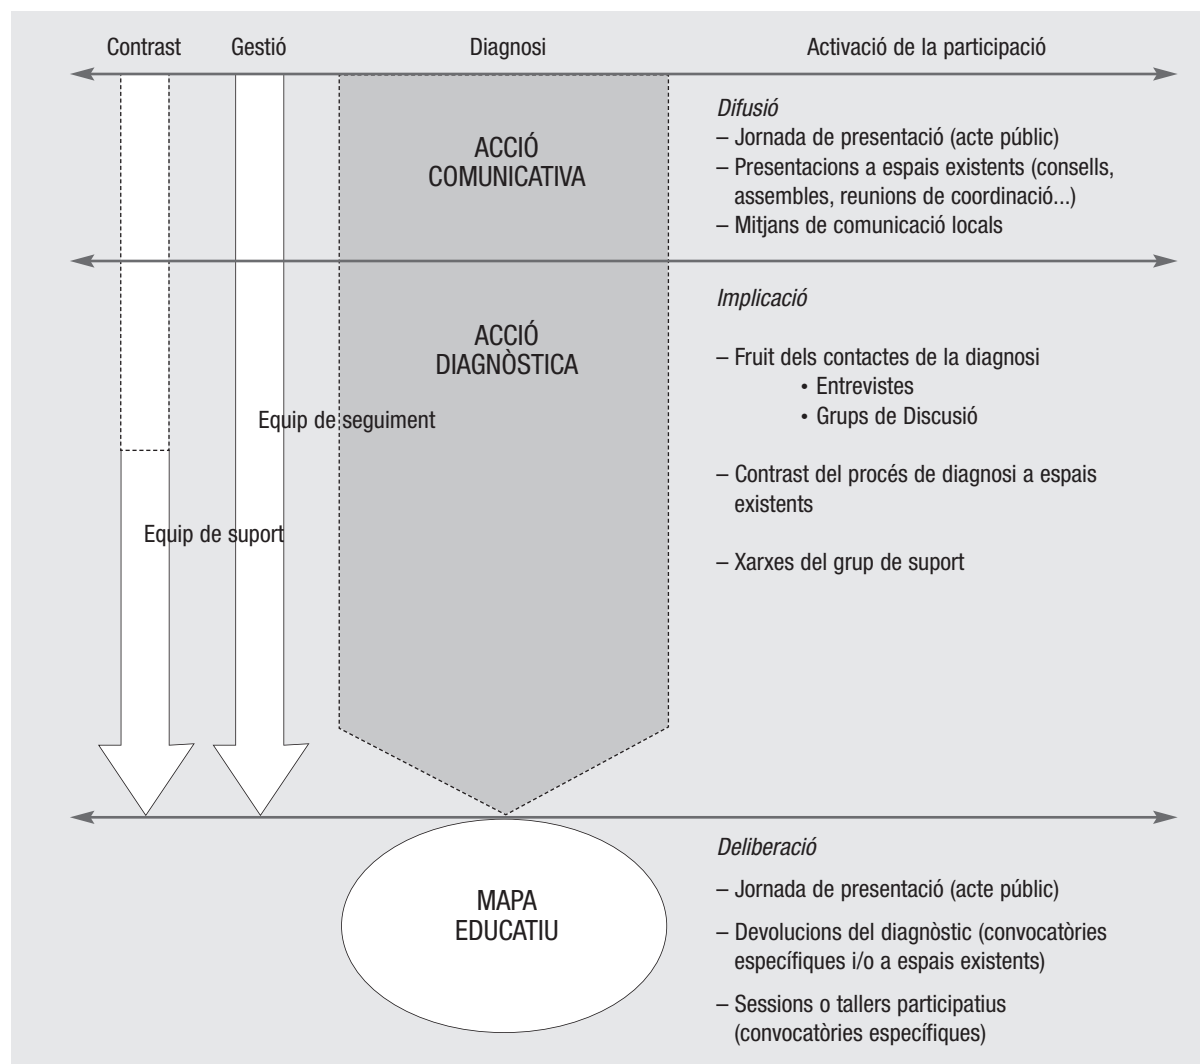 Contrast
Gestió
Diagnosi
Activació de la participació
ACCIÓ
COMUNICATIVA
Difusió
– Jornada de presentació (acte públic)
– Presentacions a espais existents (consells,
assembles, reunions de coordinació...)
– Mitjans de comunicació locals
ACCIÓ
DIAGNÒSTICA
Equip de seguiment
Equip de suport
Implicació
– Fruit dels contactes de la diagnosi
• Entrevistes
• Grups de Discusió
– Contrast del procés de diagnosi a espais
existents
– Xarxes del grup de suport
MAPA
EDUCATIU
Deliberació
– Jornada de presentació (acte públic)
– Devolucions del diagnòstic (convocatòries
específiques i/o a espais existents)
– Sessions o tallers participatius
(convocatòries específiques)